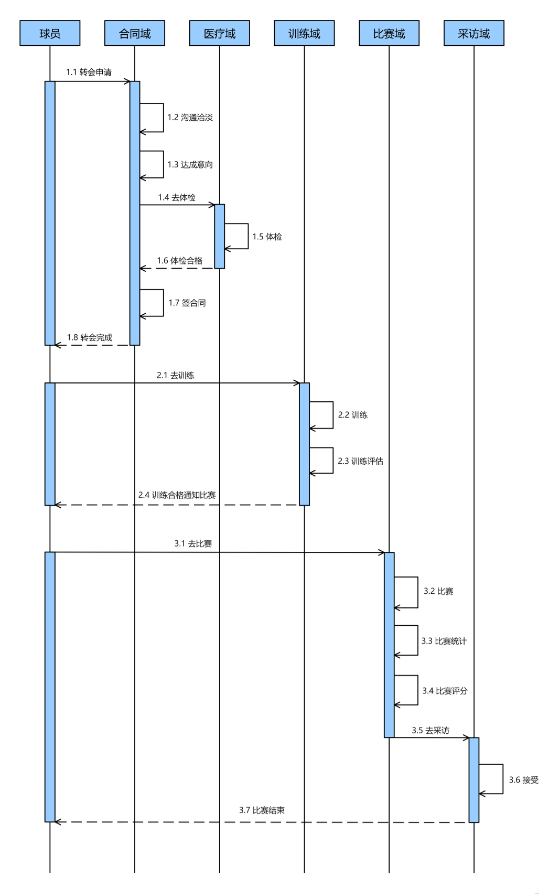 球员
合同域
医疗域
训练域
比赛域
采访域
1.1 转会申请
1.2 沟通洽淡
1.3 达成意向
1.4 去体检
1.5 体检
1.6 体检合格
1.7 签合同
1.8 转会完成
2.1 去训练
2.2 训练
2.3 训练评估
2.4 训练合格通知比赛
3.1 去比赛
3.2 比赛
3.3 比赛统计
3.4 比赛评分
3.5 去采访
3.6 接受
3.7 比赛结束